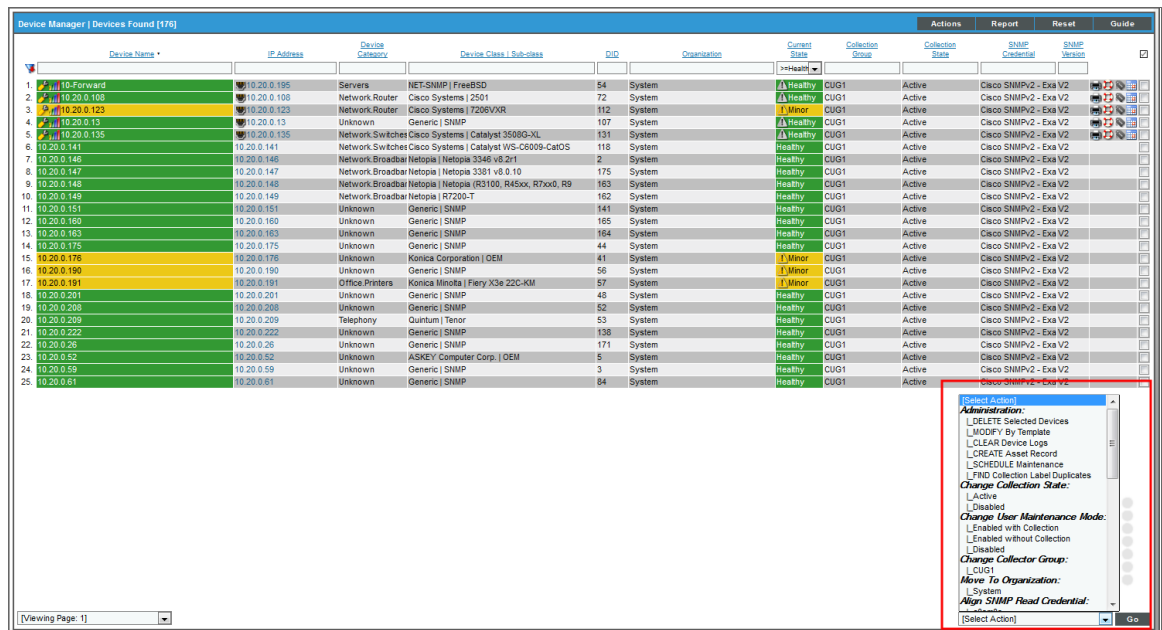 Device Manager | Devices Found [176]
Actions Report Reset Guide
Device Name • IP Address Device Category Device Class | Sub-class DID Organization Current State Collection Group Collection State SNMP Credential SNMP Version
>=Health
1. 10-Forward 10.20.0.195 Servers NET-SNMP | FreeBSD 54 System Healthy CUG1 Active Cisco SNMPv2 - Exa V2
2. 10.20.0.108 10.20.0.108 Network.Router Cisco Systems | 2501 72 System Healthy CUG1 Active Cisco SNMPv2 - Exa V2
3. 10.20.0.123 10.20.0.123 Network.Router Cisco Systems | 7206VXR 112 System Minor CUG1 Active Cisco SNMPv2 - Exa V2
4. 10.20.0.13 10.20.0.13 Unknown Generic | SNMP 107 System Healthy CUG1 Active Cisco SNMPv2 - Exa V2
5. 10.20.0.135 10.20.0.135 Network.Switches Cisco Systems | Catalyst 3508G-XL 131 System Healthy CUG1 Active Cisco SNMPv2 - Exa V2
6. 10.20.0.141 10.20.0.141 Network.Switches Cisco Systems | Catalyst WS-C6009-CatOS 118 System Healthy CUG1 Active Cisco SNMPv2 - Exa V2
7. 10.20.0.146 10.20.0.146 Network.Broadbar Netopia | Netopia 3346 v8.2r1 2 System Healthy CUG1 Active Cisco SNMPv2 - Exa V2
8. 10.20.0.147 10.20.0.147 Network.Broadbar Netopia | Netopia 3381 v8.0.10 175 System Healthy CUG1 Active Cisco SNMPv2 - Exa V2
9. 10.20.0.148 10.20.0.148 Network.Broadbar Netopia | Netopia (R3100, R45xx, R7xx0, R9 163 System Healthy CUG1 Active Cisco SNMPv2 - Exa V2
10. 10.20.0.149 10.20.0.149 Network.Broadbar Netopia | R7200-T 162 System Healthy CUG1 Active Cisco SNMPv2 - Exa V2
11. 10.20.0.151 10.20.0.151 Unknown Generic | SNMP 141 System Healthy CUG1 Active Cisco SNMPv2 - Exa V2
12. 10.20.0.160 10.20.0.160 Unknown Generic | SNMP 165 System Healthy CUG1 Active Cisco SNMPv2 - Exa V2
13. 10.20.0.163 10.20.0.163 Unknown Generic | SNMP 164 System Healthy CUG1 Active Cisco SNMPv2 - Exa V2
14. 10.20.0.175 10.20.0.175 Unknown Generic | SNMP 44 System Healthy CUG1 Active Cisco SNMPv2 - Exa V2
15. 10.20.0.176 10.20.0.176 Unknown Konica Corporation | OEM 41 System Minor CUG1 Active Cisco SNMPv2 - Exa V2
16. 10.20.0.190 10.20.0.190 Unknown Generic | SNMP 56 System Minor CUG1 Active Cisco SNMPv2 - Exa V2
17. 10.20.0.191 10.20.0.191 Office.Printers Konica Minolta | Fiery X3e 22C-KM 57 System Minor CUG1 Active Cisco SNMPv2 - Exa V2
18. 10.20.0.201 10.20.0.201 Unknown Generic | SNMP 48 System Healthy CUG1 Active Cisco SNMPv2 - Exa V2
19. 10.20.0.208 10.20.0.208 Unknown Generic | SNMP 52 System Healthy CUG1 Active Cisco SNMPv2 - Exa V2
20. 10.20.0.209 10.20.0.209 Telephony Quintum | Tenor 53 System Healthy CUG1 Active Cisco SNMPv2 - Exa V2
21. 10.20.0.222 10.20.0.222 Unknown Generic | SNMP 138 System Healthy CUG1 Active Cisco SNMPv2 - Exa V2
22. 10.20.0.26 10.20.0.26 Unknown Generic | SNMP 171 System Healthy CUG1 Active Cisco SNMPv2 - Exa V2
23. 10.20.0.52 10.20.0.52 Unknown ASKEY Computer Corp. | OEM 5 System Healthy CUG1 Active Cisco SNMPv2 - Exa V2
24. 10.20.0.59 10.20.0.59 Unknown Generic | SNMP 3 System Healthy CUG1 Active Cisco SNMPv2 - Exa V2
25. 10.20.0.61 10.20.0.61 Unknown Generic | SNMP 84 System Healthy CUG1 Active Cisco SNMPv2 - Exa V2
[Select Action]
Administration:
|_DELETE Selected Devices
|_MODIFY By Template
|_CLEAR Device Logs
|_CREATE Asset Record
|_SCHEDULE Maintenance
|_FIND Collection Label Duplicates
Change Collection State:
|_Active
|_Disabled
Change User Maintenance Mode:
|_Enabled with Collection
|_Enabled without Collection
|_Disabled
Change Collector Group:
|_CUG1
Move To Organization:
|_System
Align SNMP Read Credential:
[Viewing Page: 1] [Select Action] Go